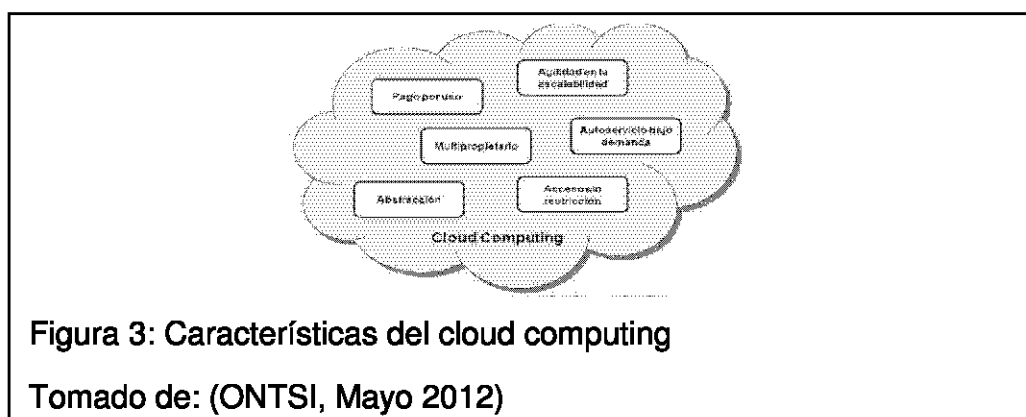 Agilidad en la
escalabilidad
Pago por uso
Autoservicio bajo
demanda
Multipropietario
Acceso sin
restricción
Abstracción
Cloud Computing
Figura 3: Características del cloud computing
Tomado de: (ONTSI, Mayo 2012)